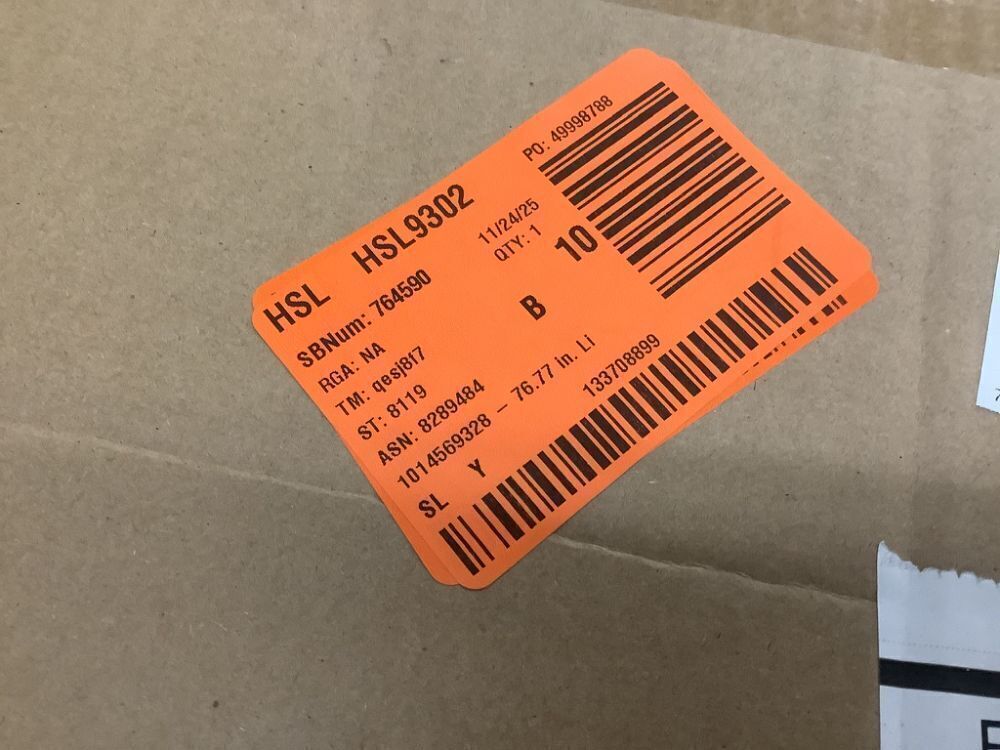 HSL HSL9302
SBNum: 764590
11/24/25
PO: 49998788
RGA: NA
QTY: 1
TM: qesj8f7
10
ST: 8119
B
ASN: 8289484
1014569328 – 76.77 in. Li
SL Y
133708899